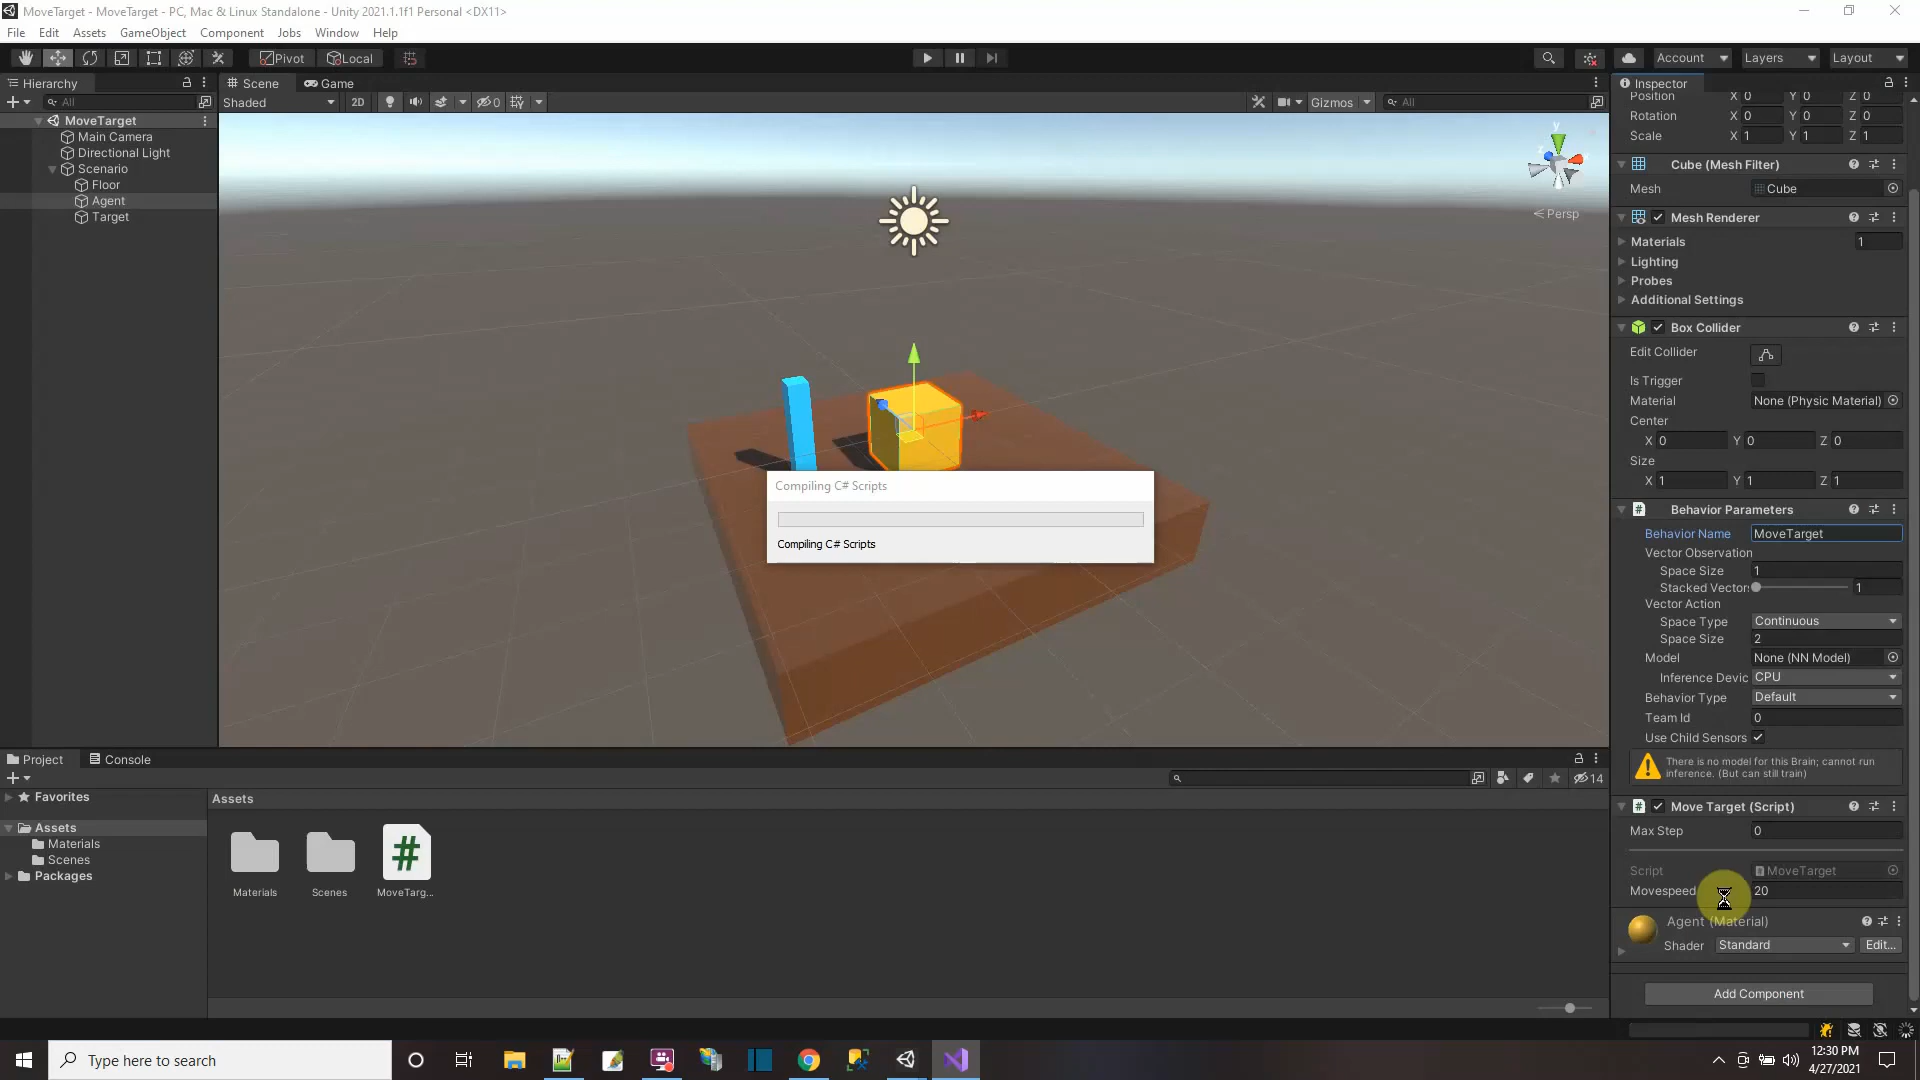 MoveTarget - MoveTarget - PC, Mac & Linux Standalone - Unity 2021.1.1f1 Personal <DX11>
File Edit Assets GameObject Component Jobs Window Help
Pivot Local Account Layers Layout
Hierarchy Scene Game Inspector
All Shaded 2D 0 Gizmos All
Position X 0 Y 0 Z 0
Rotation X 0 Y 0 Z 0
Scale X 1 Y 1 Z 1
MoveTarget
Main Camera
Directional Light
Scenario
Floor
Agent
Target
y
Persp
Cube (Mesh Filter)
Mesh Cube
Mesh Renderer
Materials 1
Lighting
Probes
Additional Settings
Box Collider
Edit Collider
Is Trigger
Material None (Physic Material)
Center
X 0 Y 0 Z 0
Size
X 1 Y 1 Z 1
Compiling C# Scripts
Compiling C# Scripts
Behavior Parameters
Behavior Name MoveTarget
Vector Observation
Space Size 1
Stacked Vector 1
Vector Action
Space Type Continuous
Space Size 2
Model None (NN Model)
Inference Devic CPU
Behavior Type Default
Team Id 0
Use Child Sensors
There is no model for this Brain; cannot run
inference. (But can still train)
Move Target (Script)
Max Step 0
Script MoveTarget
Movespeed 20
Agent (Material)
Shader Standard Edit...
Add Component
Project Console
14
Favorites
Assets
Materials
Scenes
Packages
Assets
Materials Scenes MoveTarg...
Type here to search
12:30 PM
4/27/2021